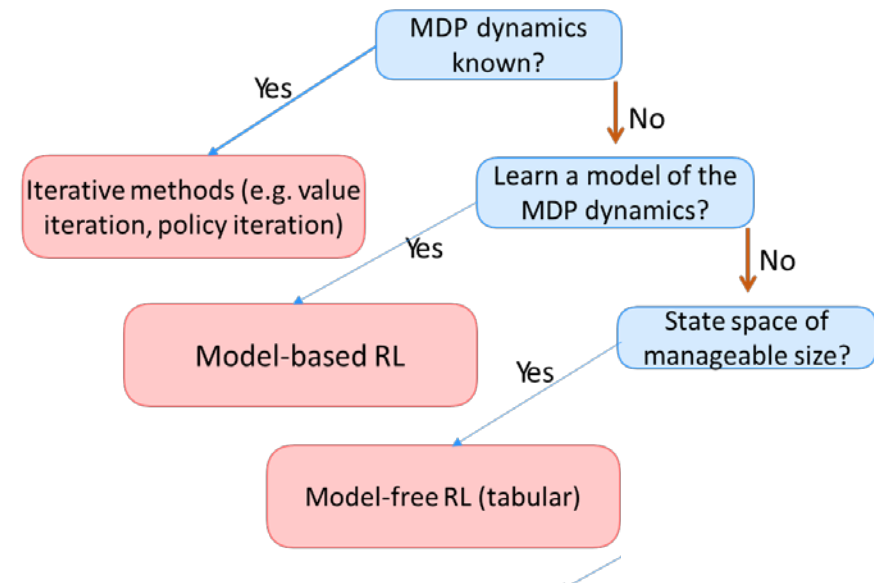 MDP dynamics
known?
Yes
No
Iterative methods (e.g. value
iteration, policy iteration)
Learn a model of the
MDP dynamics?
Yes
No
Model-based RL
State space of
manageable size?
Yes
Model-free RL (tabular)